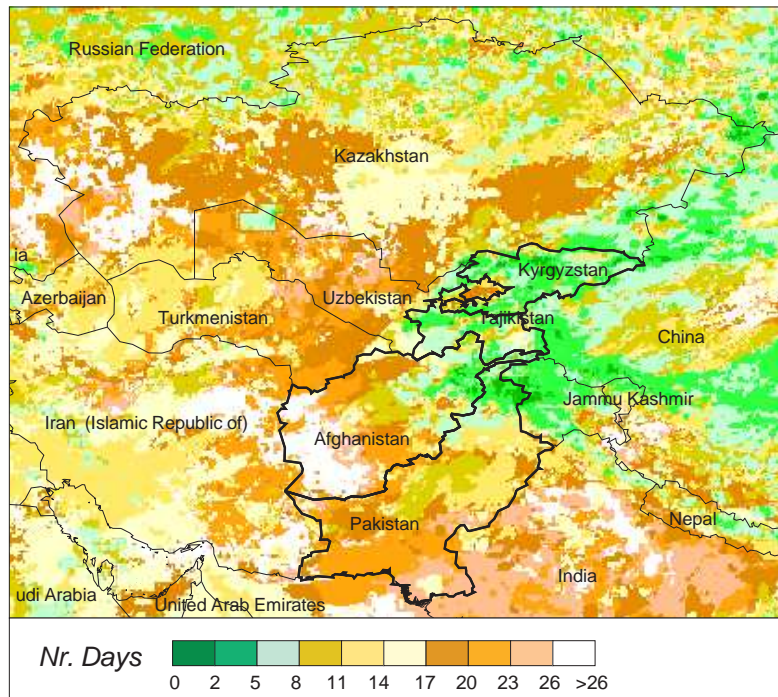 Russian Federation
Kazakhstan
ia
Kyrgyzstan
Azerbaijan
Uzbekistan
Turkmenistan
Tajikistan
China
Jammu Kashmir
Iran (Islamic Republic of)
Afghanistan
Pakistan
Nepal
India
udi Arabia
United Arab Emirates
Nr. Days
0 2 5 8 11 14 17 20 23 26 >26